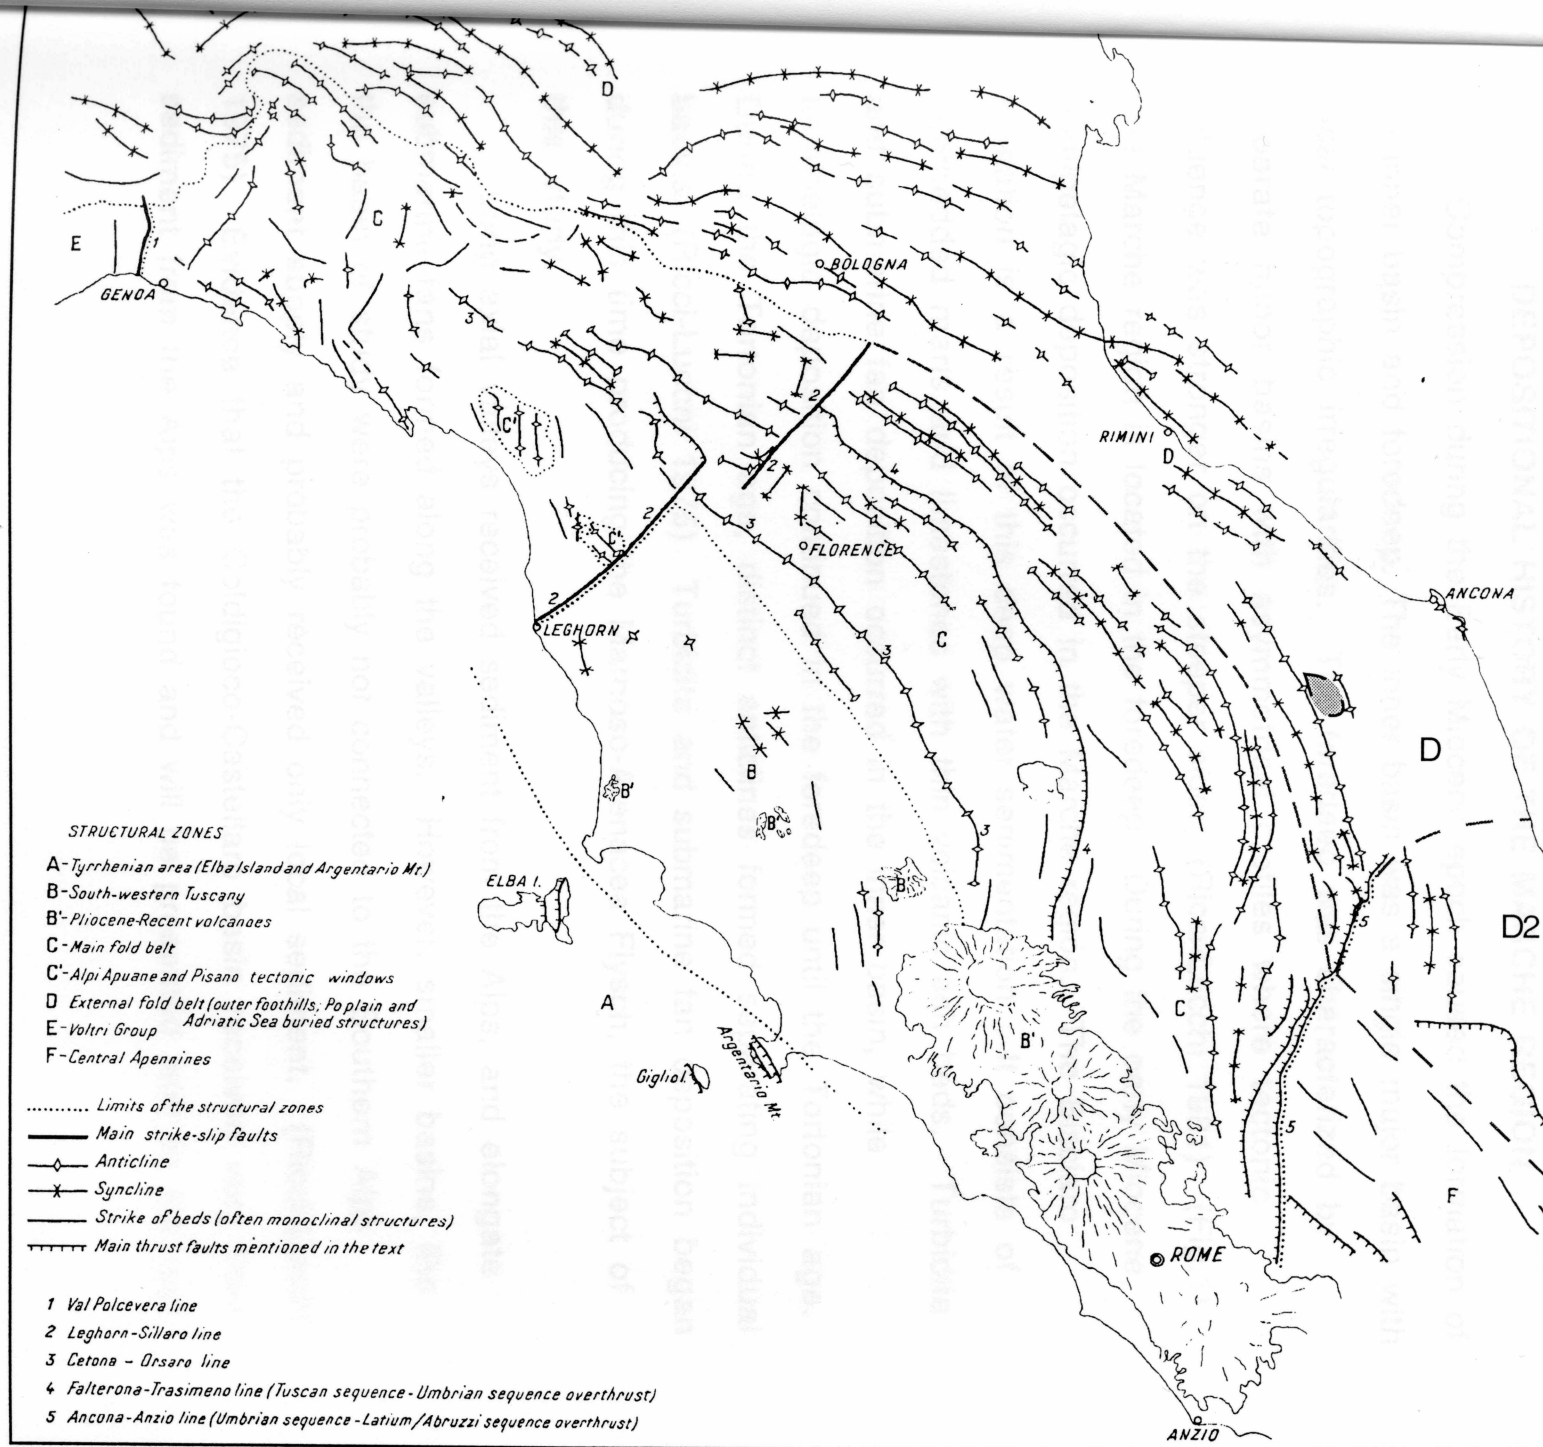 D
C
E
1
GENOA
BOLOGNA
3
2
C'
RIMINI
D
4
2
2
3
C'
FLORENCE
ANCONA
2
LEGHORN
C
3
D
B
B'
B'
3
4
B'
ELBA I.
5
D2
A
C
B'
Argentario Mt.
Giglio I.
5
F
ROME
ANZIO
STRUCTURAL ZONES
A-Tyrrhenian area (Elba Island and Argentario Mt.)
B-South-western Tuscany
B'-Pliocene-Recent volcanoes
C-Main fold belt
C'-Alpi Apuane and Pisano tectonic windows
D External fold belt (outer foothills, Po plain and
Adriatic Sea buried structures)
E-Voltri Group
F-Central Apennines
Limits of the structural zones
Main strike-slip faults
Anticline
Syncline
Strike of beds (often monoclinal structures)
Main thrust faults mentioned in the text
1 Val Polcevera line
2 Leghorn-Sillaro line
3 Cetona - Orsaro line
4 Falterona-Trasimeno line (Tuscan sequence-Umbrian sequence overthrust)
5 Ancona-Anzio line (Umbrian sequence-Latium/Abruzzi sequence overthrust)